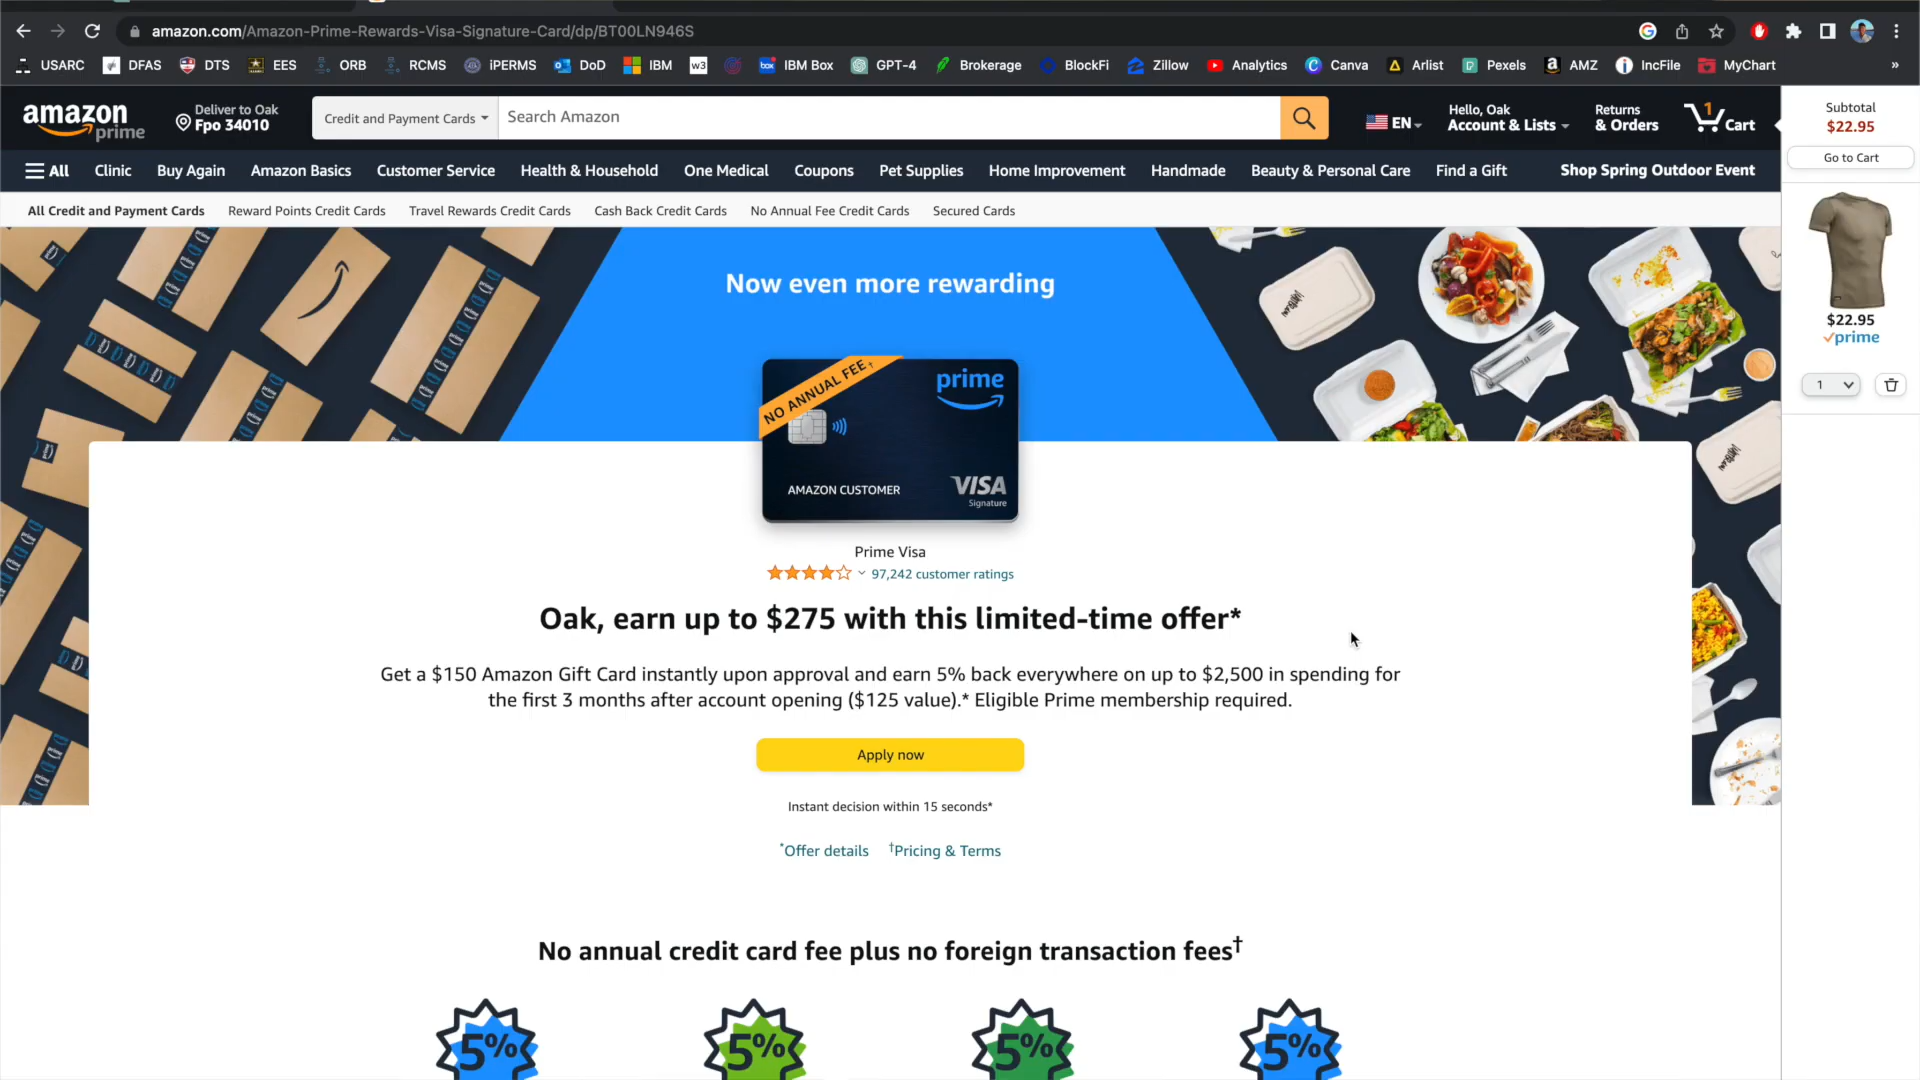 amazon.com/Amazon-Prime-Rewards-Visa-Signature-Card/dp/BT00LN946S
USARC DFAS DTS EES ORB RCMS iPERMS DoD IBM w3 IBM Box GPT-4 Brokerage BlockFi Zillow Analytics Canva Arlist Pexels AMZ IncFile MyChart »
amazon prime
Deliver to Oak
Fpo 34010
Credit and Payment Cards
Search Amazon
EN
Hello, Oak
Account & Lists
Returns
& Orders
1
Cart
Subtotal
$22.95
Go to Cart
All Clinic Buy Again Amazon Basics Customer Service Health & Household One Medical Coupons Pet Supplies Home Improvement Handmade Beauty & Personal Care Find a Gift Shop Spring Outdoor Event
All Credit and Payment Cards Reward Points Credit Cards Travel Rewards Credit Cards Cash Back Credit Cards No Annual Fee Credit Cards Secured Cards
$22.95
prime
1
Now even more rewarding
NO ANNUAL FEE†
prime
AMAZON CUSTOMER
VISA
Signature
Prime Visa
97,242 customer ratings
Oak, earn up to $275 with this limited-time offer*
Get a $150 Amazon Gift Card instantly upon approval and earn 5% back everywhere on up to $2,500 in spending for
the first 3 months after account opening ($125 value).* Eligible Prime membership required.
Apply now
Instant decision within 15 seconds*
*Offer details †Pricing & Terms
No annual credit card fee plus no foreign transaction fees†
5% 5% 5% 5%